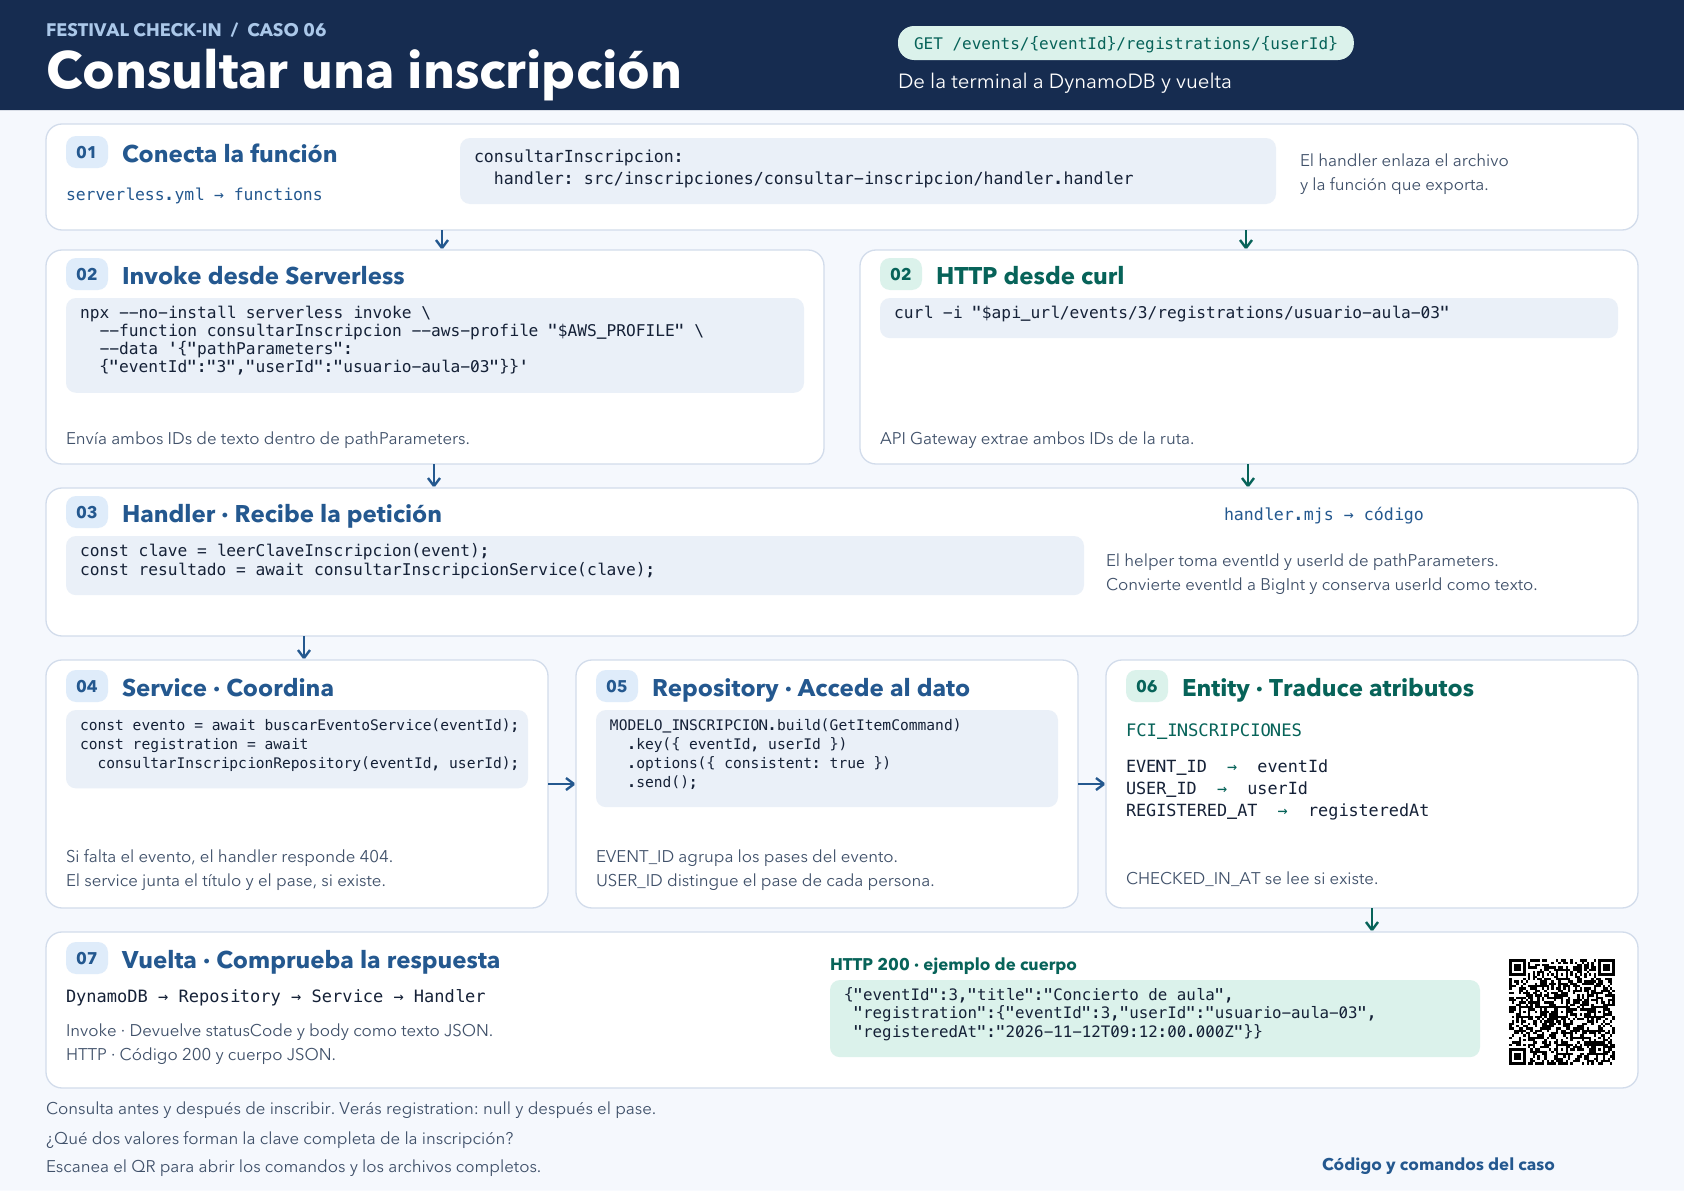 FESTIVAL CHECK-IN / CASO 06
Consultar una inscripción
GET /events/{eventId}/registrations/{userId}
De la terminal a DynamoDB y vuelta
01 Conecta la función
serverless.yml → functions
consultarInscripcion:
  handler: src/inscripciones/consultar-inscripcion/handler.handler
El handler enlaza el archivo
y la función que exporta.
02 Invoke desde Serverless
npx --no-install serverless invoke \
  --function consultarInscripcion --aws-profile "$AWS_PROFILE" \
  --data '{"pathParameters":
  {"eventId":"3","userId":"usuario-aula-03"}}'
Envía ambos IDs de texto dentro de pathParameters.
02 HTTP desde curl
curl -i "$api_url/events/3/registrations/usuario-aula-03"
API Gateway extrae ambos IDs de la ruta.
03 Handler · Recibe la petición
handler.mjs → código
const clave = leerClaveInscripcion(event);
const resultado = await consultarInscripcionService(clave);
El helper toma eventId y userId de pathParameters.
Convierte eventId a BigInt y conserva userId como texto.
04 Service · Coordina
const evento = await buscarEventoService(eventId);
const registration = await
  consultarInscripcionRepository(eventId, userId);
Si falta el evento, el handler responde 404.
El service junta el título y el pase, si existe.
05 Repository · Accede al dato
MODELO_INSCRIPCION.build(GetItemCommand)
  .key({ eventId, userId })
  .options({ consistent: true })
  .send();
EVENT_ID agrupa los pases del evento.
USER_ID distingue el pase de cada persona.
06 Entity · Traduce atributos
FCI_INSCRIPCIONES
EVENT_ID → eventId
USER_ID → userId
REGISTERED_AT → registeredAt
CHECKED_IN_AT se lee si existe.
07 Vuelta · Comprueba la respuesta
DynamoDB → Repository → Service → Handler
Invoke · Devuelve statusCode y body como texto JSON.
HTTP · Código 200 y cuerpo JSON.
HTTP 200 · ejemplo de cuerpo
{"eventId":3,"title":"Concierto de aula",
 "registration":{"eventId":3,"userId":"usuario-aula-03",
 "registeredAt":"2026-11-12T09:12:00.000Z"}}
Consulta antes y después de inscribir. Verás registration: null y después el pase.
¿Qué dos valores forman la clave completa de la inscripción?
Escanea el QR para abrir los comandos y los archivos completos.
Código y comandos del caso